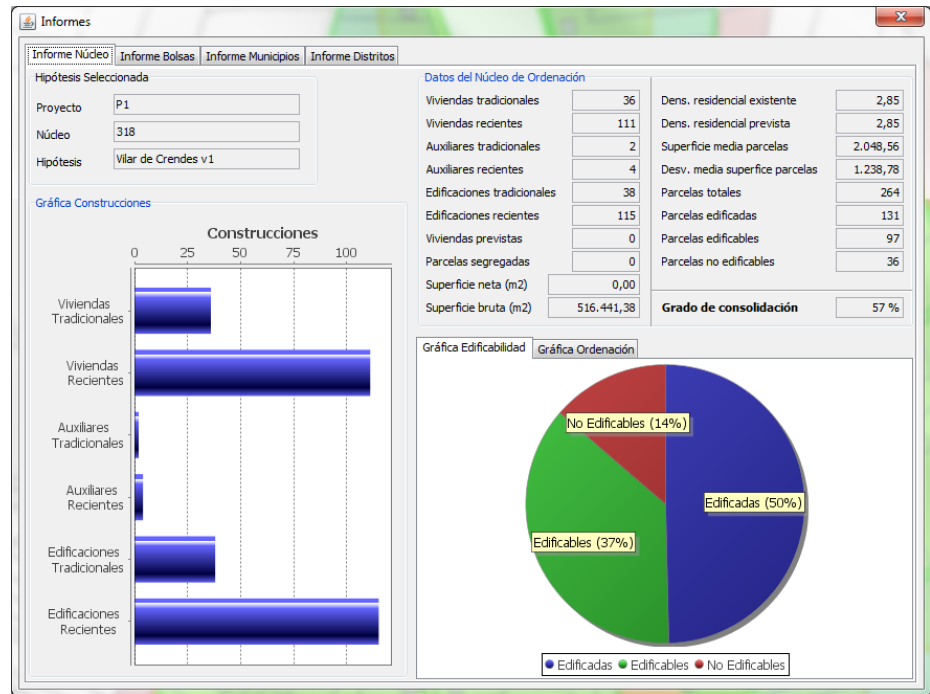 Informes
Informe Núcleo Informe Bolsas Informe Municipios Informe Distritos
Hipótesis Seleccionada
Proyecto P1
Núcleo 318
Hipótesis Vilar de Crendes v1
Gráfica Construcciones
Construcciones
0 25 50 75 100
Viviendas
Tradicionales
Viviendas
Recientes
Auxiliares
Tradicionales
Auxiliares
Recientes
Edificaciones
Tradicionales
Edificaciones
Recientes
Datos del Núcleo de Ordenación
Viviendas tradicionales 36
Viviendas recientes 111
Auxiliares tradicionales 2
Auxiliares recientes 4
Edificaciones tradicionales 38
Edificaciones recientes 115
Viviendas previstas 0
Parcelas segregadas 0
Superficie neta (m2) 0,00
Superficie bruta (m2) 516.441,38
Dens. residencial existente 2,85
Dens. residencial prevista 2,85
Superficie media parcelas 2.048,56
Desv. media superfice parcelas 1.238,78
Parcelas totales 264
Parcelas edificadas 131
Parcelas edificables 97
Parcelas no edificables 36
Grado de consolidación 57 %
Gráfica Edificabilidad Gráfica Ordenación
No Edificables (14%)
Edificadas (50%)
Edificables (37%)
Edificadas Edificables No Edificables